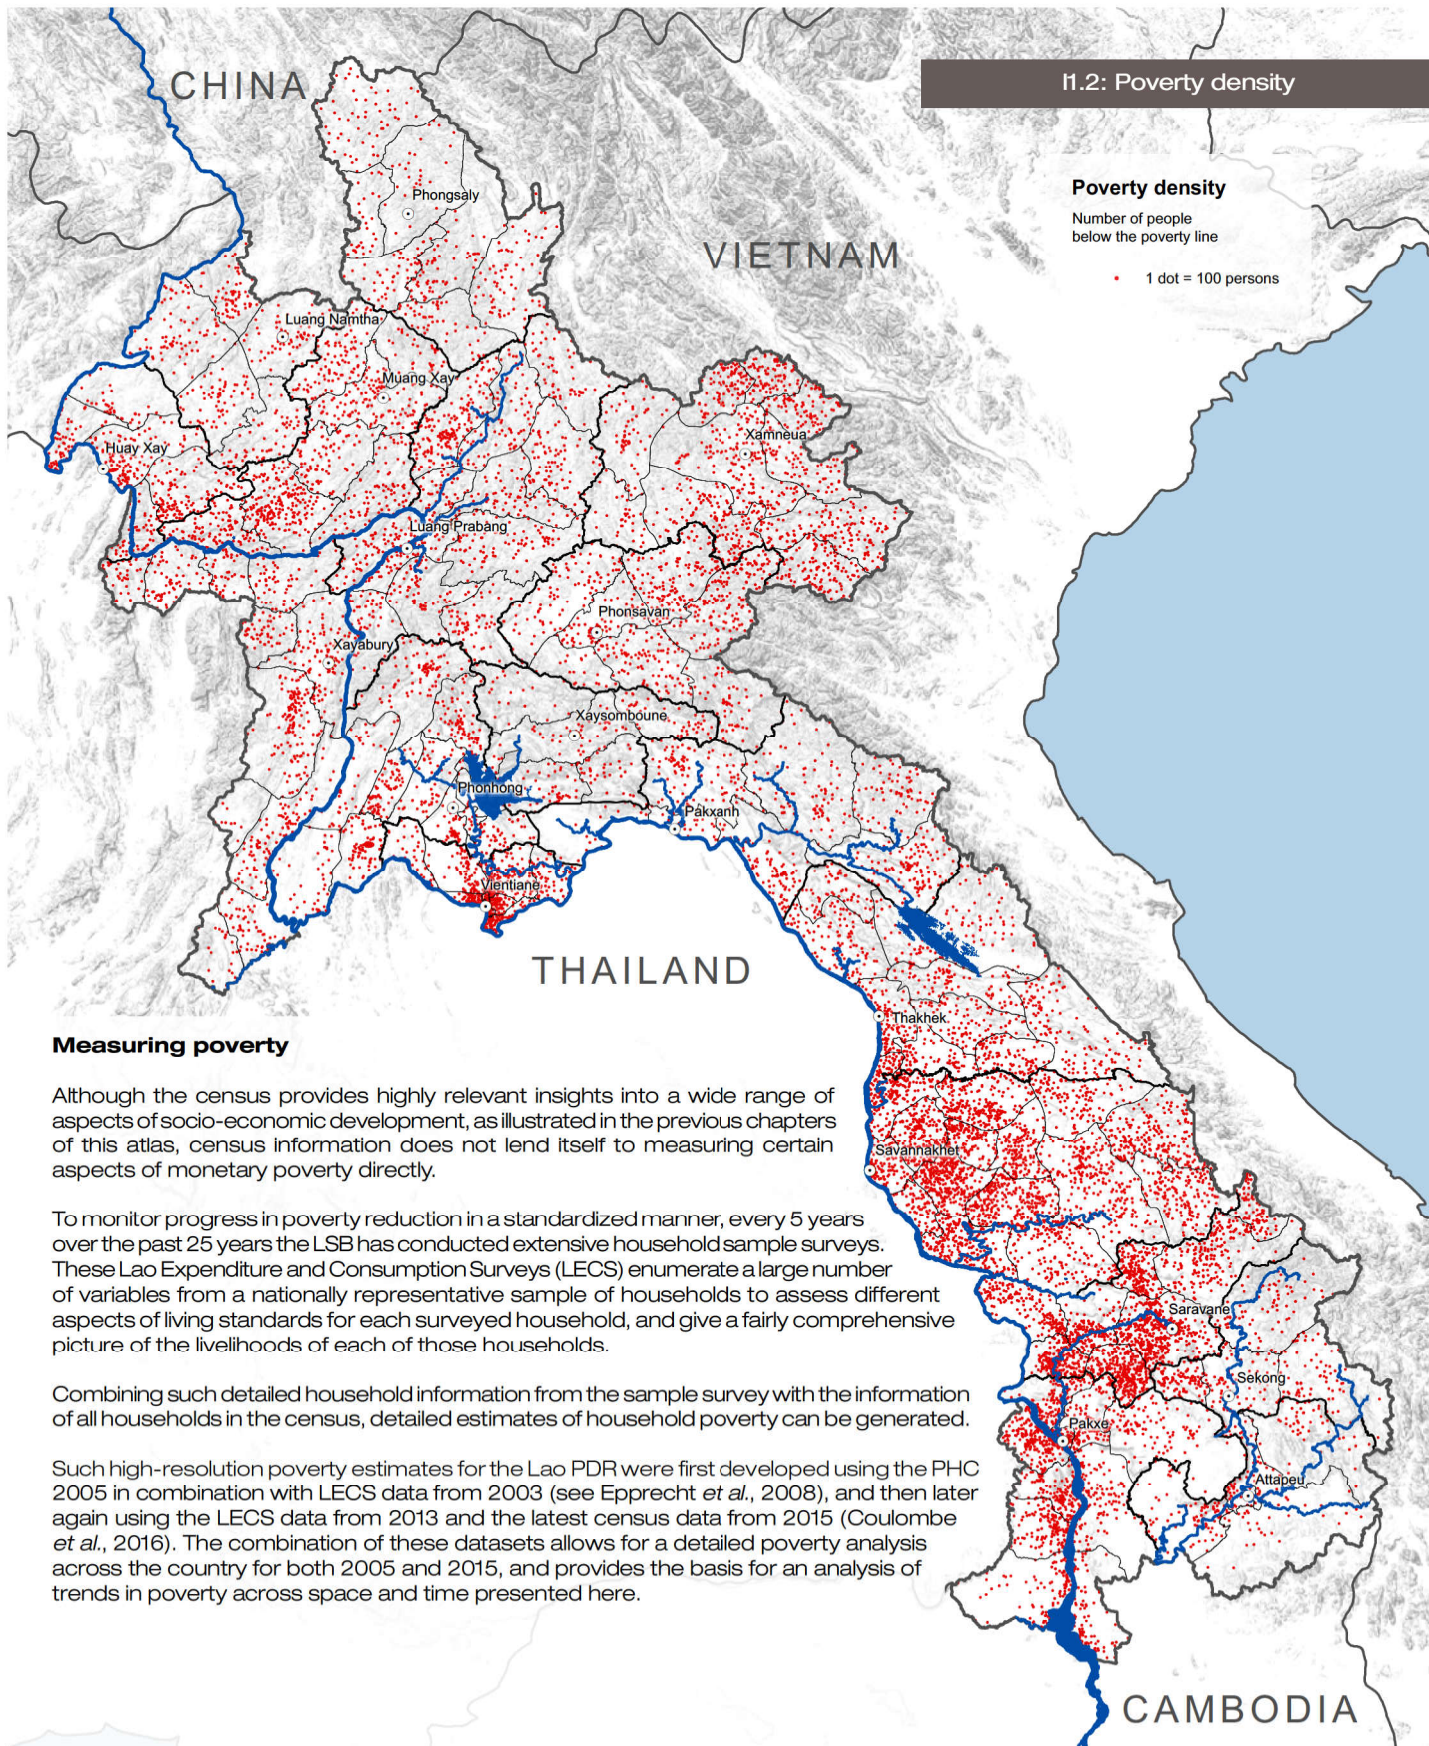 CHINA
I1.2: Poverty density
Poverty density
Number of people
below the poverty line
1 dot = 100 persons
Phongsaly
VIETNAM
Luang Namtha
Muang Xay
Xamneua
Huay Xay
Luang Prabang
Phonsavan
Xayabury
Xaysomboune
Phonhong
Pakxanh
Vientiane
THAILAND
Thakhek
Measuring poverty
Although the census provides highly relevant insights into a wide range of
aspects of socio-economic development, as illustrated in the previous chapters
of this atlas, census information does not lend itself to measuring certain
aspects of monetary poverty directly.
Savannakhet
To monitor progress in poverty reduction in a standardized manner, every 5 years
over the past 25 years the LSB has conducted extensive household sample surveys.
These Lao Expenditure and Consumption Surveys (LECS) enumerate a large number
of variables from a nationally representative sample of households to assess different
aspects of living standards for each surveyed household, and give a fairly comprehensive
picture of the livelihoods of each of those households.
Saravane
Sekong
Combining such detailed household information from the sample survey with the information
of all households in the census, detailed estimates of household poverty can be generated.
Pakxe
Attapeu
Such high-resolution poverty estimates for the Lao PDR were first developed using the PHC
2005 in combination with LECS data from 2003 (see Epprecht et al., 2008), and then later
again using the LECS data from 2013 and the latest census data from 2015 (Coulombe
et al., 2016). The combination of these datasets allows for a detailed poverty analysis
across the country for both 2005 and 2015, and provides the basis for an analysis of
trends in poverty across space and time presented here.
CAMBODIA